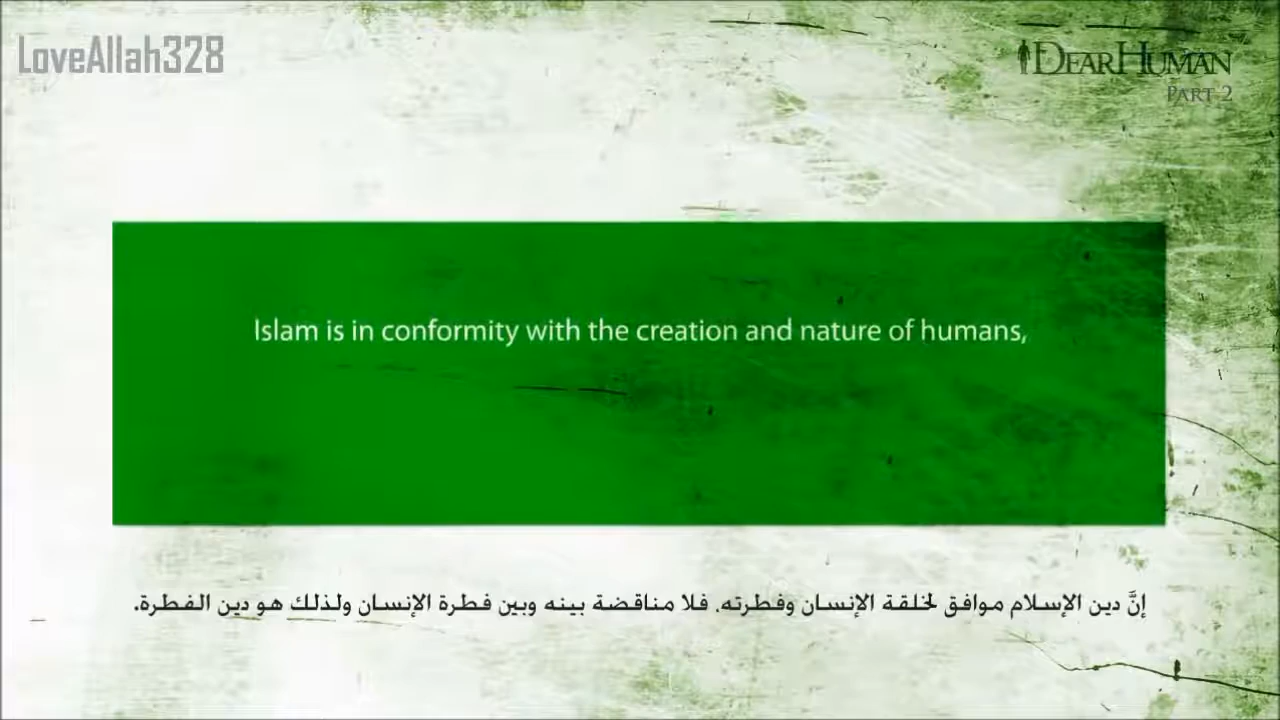 LoveAllah328
DEARHUMAN
PART 2
Islam is in conformity with the creation and nature of humans,
إنَّ دين الإسلام موافق لخلقة الإنسان وفطرته. فلا مناقضة بينه وبين فطرة الإنسان ولذلك هو دين الفطرة.